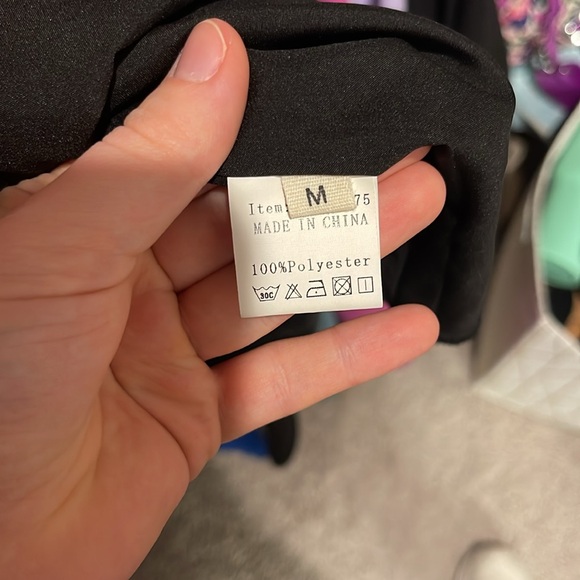 M
Item: 75
MADE IN CHINA
100%Polyester
30C